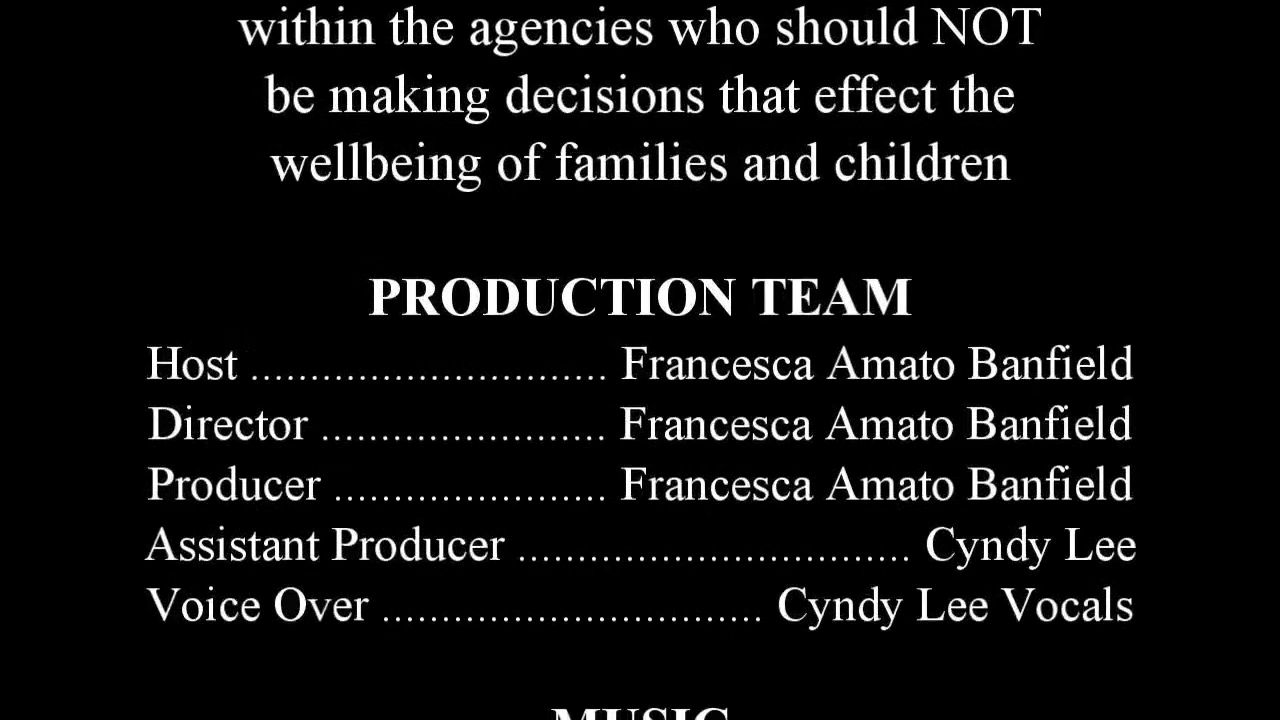 within the agencies who should NOT
be making decisions that effect the
wellbeing of families and children
PRODUCTION TEAM
Host .............................. Francesca Amato Banfield
Director ........................ Francesca Amato Banfield
Producer ....................... Francesca Amato Banfield
Assistant Producer ................................. Cyndy Lee
Voice Over ................................ Cyndy Lee Vocals
MUSIC